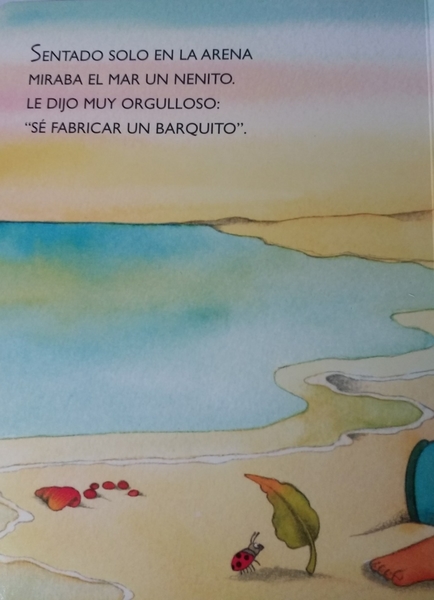 SENTADO SOLO EN LA ARENA
MIRABA EL MAR UN NENITO.
LE DIJO MUY ORGULLOSO:
“SÉ FABRICAR UN BARQUITO”.